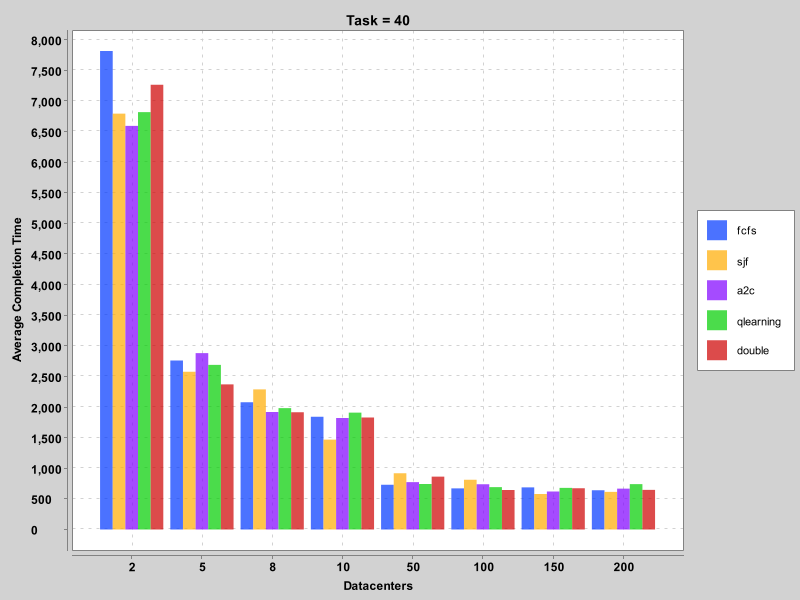 Task = 40
Average Completion Time
8,000
7,500
7,000
6,500
6,000
5,500
5,000
4,500
4,000
3,500
3,000
2,500
2,000
1,500
1,000
500
0
2 5 8 10 50 100 150 200
Datacenters
fcfs
sjf
a2c
qlearning
double